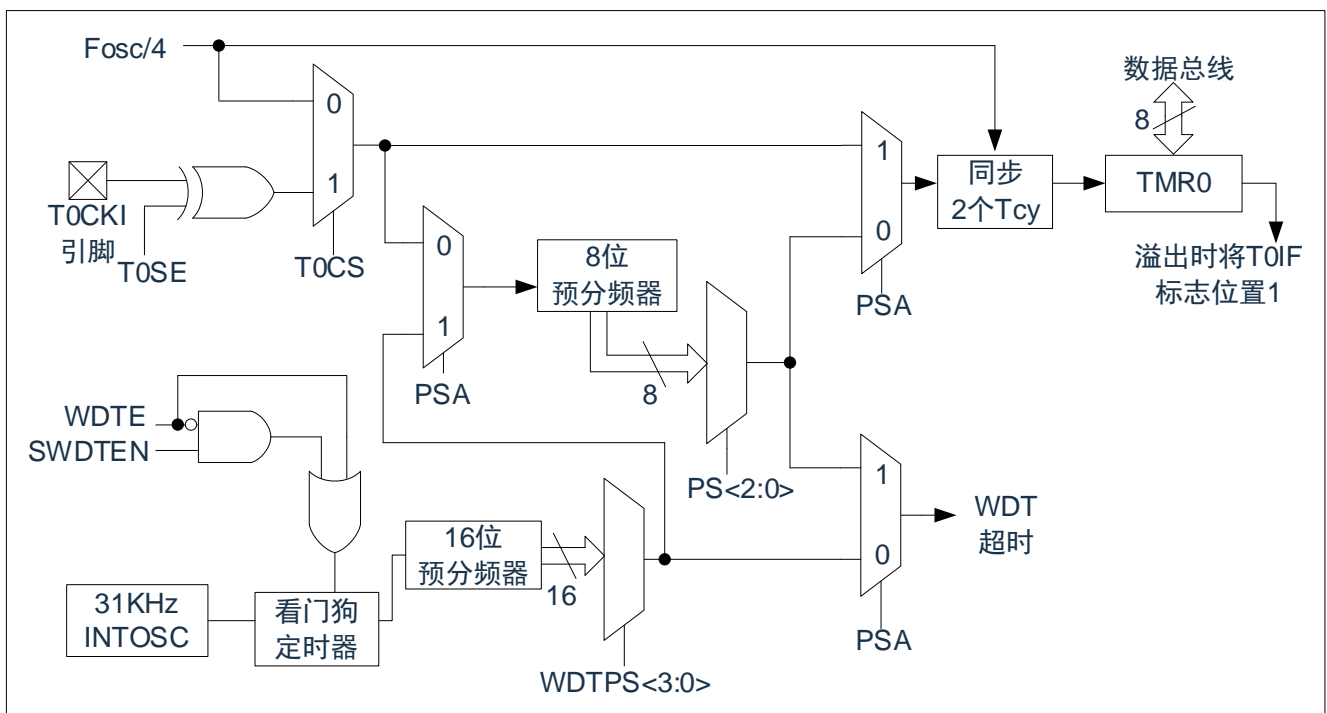 Fosc/4
0
1
T0CKI
引脚
T0SE
T0CS
0
1
PSA
8位
预分频器
8
PS<2:0>
1
0
PSA
同步
2个Tcy
数据总线
8
TMR0
溢出时将T0IF
标志位置1
WDTE
SWDTEN
31KHz
INTOSC
看门狗
定时器
16位
预分频器
16
WDTPS<3:0>
1
0
PSA
WDT
超时